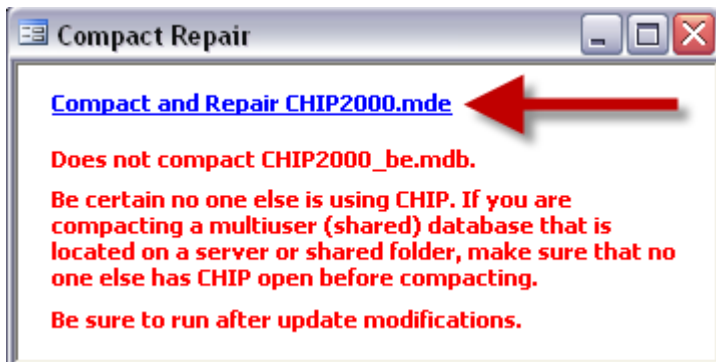 Compact Repair
Compact and Repair CHIP2000.mde
Does not compact CHIP2000_be.mdb.
Be certain no one else is using CHIP. If you are
compacting a multiuser (shared) database that is
located on a server or shared folder, make sure that no
one else has CHIP open before compacting.
Be sure to run after update modifications.